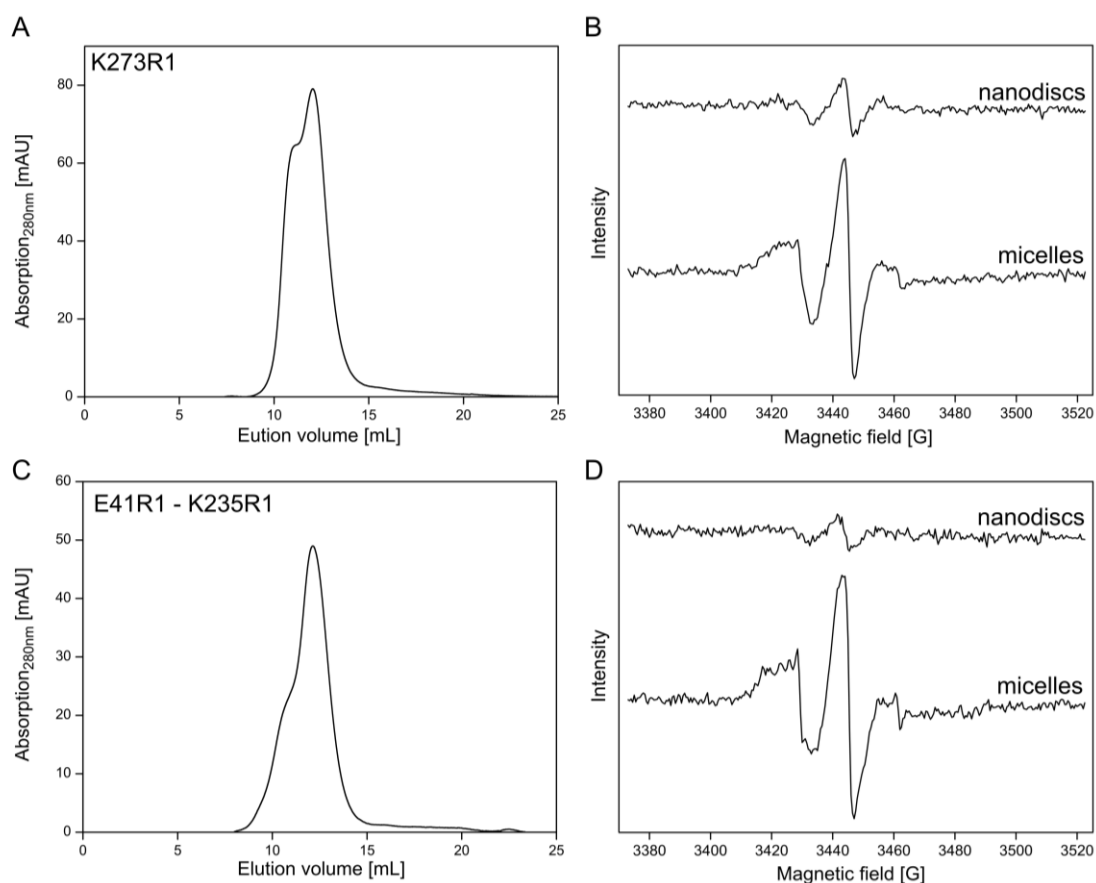 A
K273R1
Absorption280nm [mAU]
80
60
40
20
0
0 5 10 15 20 25
Eution volume [mL]
B
nanodiscs
micelles
Intensity
3380 3400 3420 3440 3460 3480 3500 3520
Magnetic field [G]
C
E41R1 - K235R1
Absorption280nm [mAU]
60
50
40
30
20
10
0
0 5 10 15 20 25
Elution volume [mL]
D
nanodiscs
micelles
Intensity
3380 3400 3420 3440 3460 3480 3500 3520
Magnetic field [G]